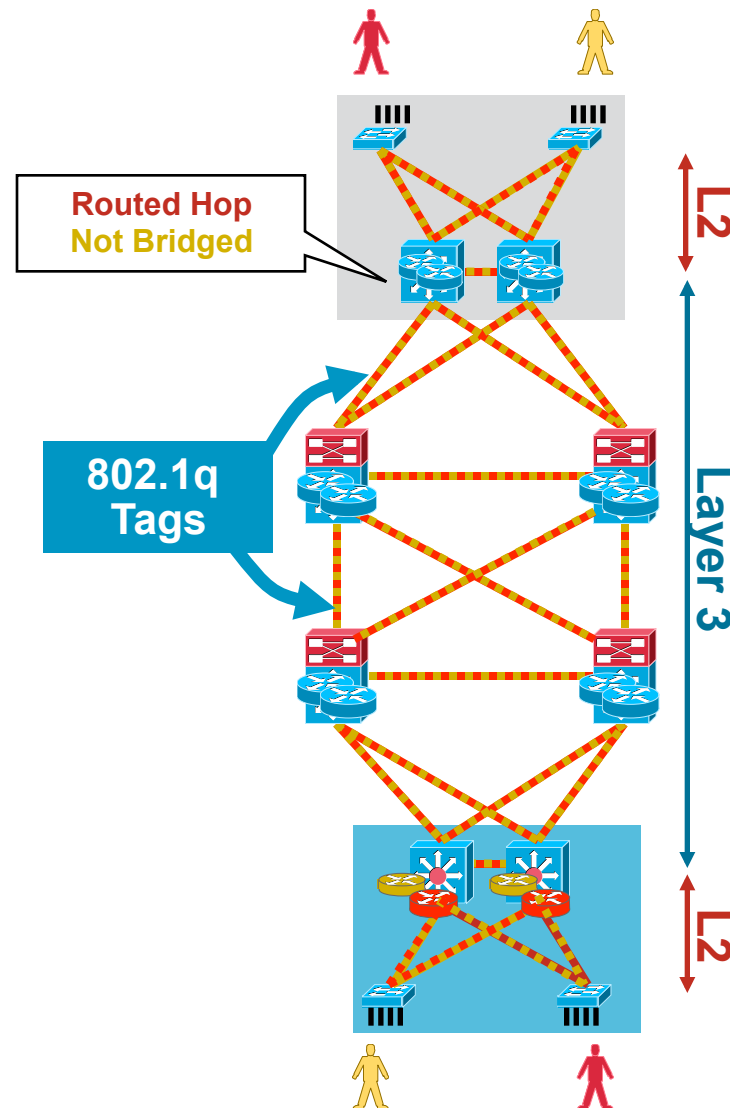 L2
Routed Hop
Not Bridged
802.1q
Tags
Layer 3
L2